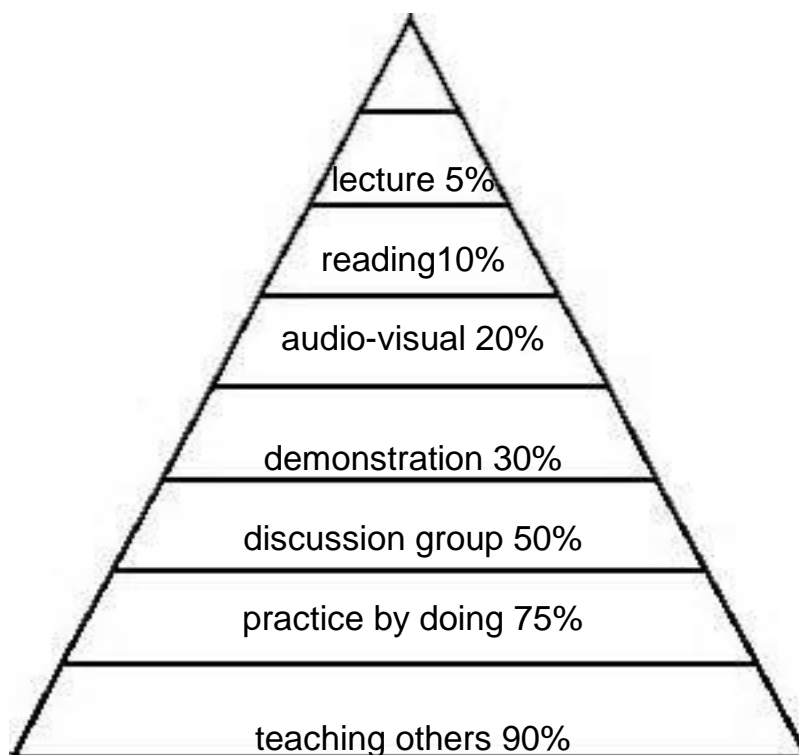 lecture 5%
reading10%
audio-visual 20%
demonstration 30%
discussion group 50%
practice by doing 75%
teaching others 90%